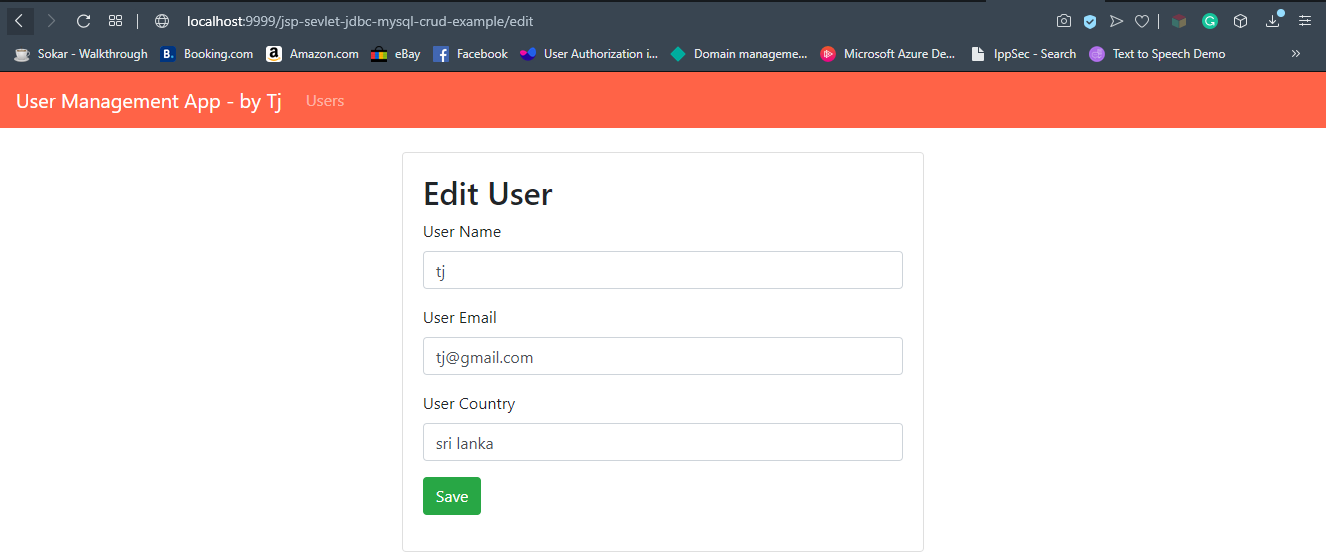 localhost:9999/jsp-sevlet-jdbc-mysql-crud-example/edit
Sokar - Walkthrough B. Booking.com a Amazon.com eBay f Facebook User Authorization i... Domain manageme... Microsoft Azure De... IppSec - Search Text to Speech Demo »
User Management App - by Tj Users
Edit User
User Name
tj
User Email
tj@gmail.com
User Country
sri lanka
Save